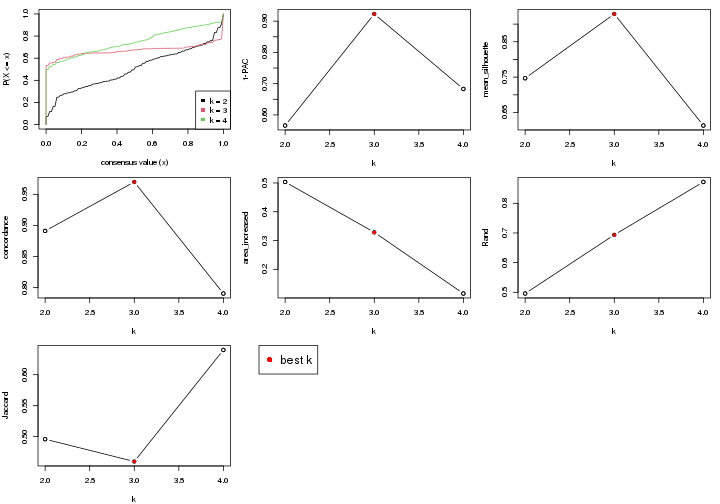 P(X <= x)
1.0
0.8
0.6
0.4
0.2
0.0
k = 2
k = 3
k = 4
0.0 0.2 0.4 0.6 0.8 1.0
consensus value (x)
1-PAC
0.90
0.80
0.70
0.60
2.0 2.5 3.0 3.5 4.0
k
mean_silhouette
0.85
0.75
0.65
2.0 2.5 3.0 3.5 4.0
k
concordance
0.95
0.90
0.85
0.80
2.0 2.5 3.0 3.5 4.0
k
area_increased
0.5
0.4
0.3
0.2
2.0 2.5 3.0 3.5 4.0
k
Rand
0.8
0.7
0.6
0.5
2.0 2.5 3.0 3.5 4.0
k
Jaccard
0.60
0.55
0.50
2.0 2.5 3.0 3.5 4.0
k
best k